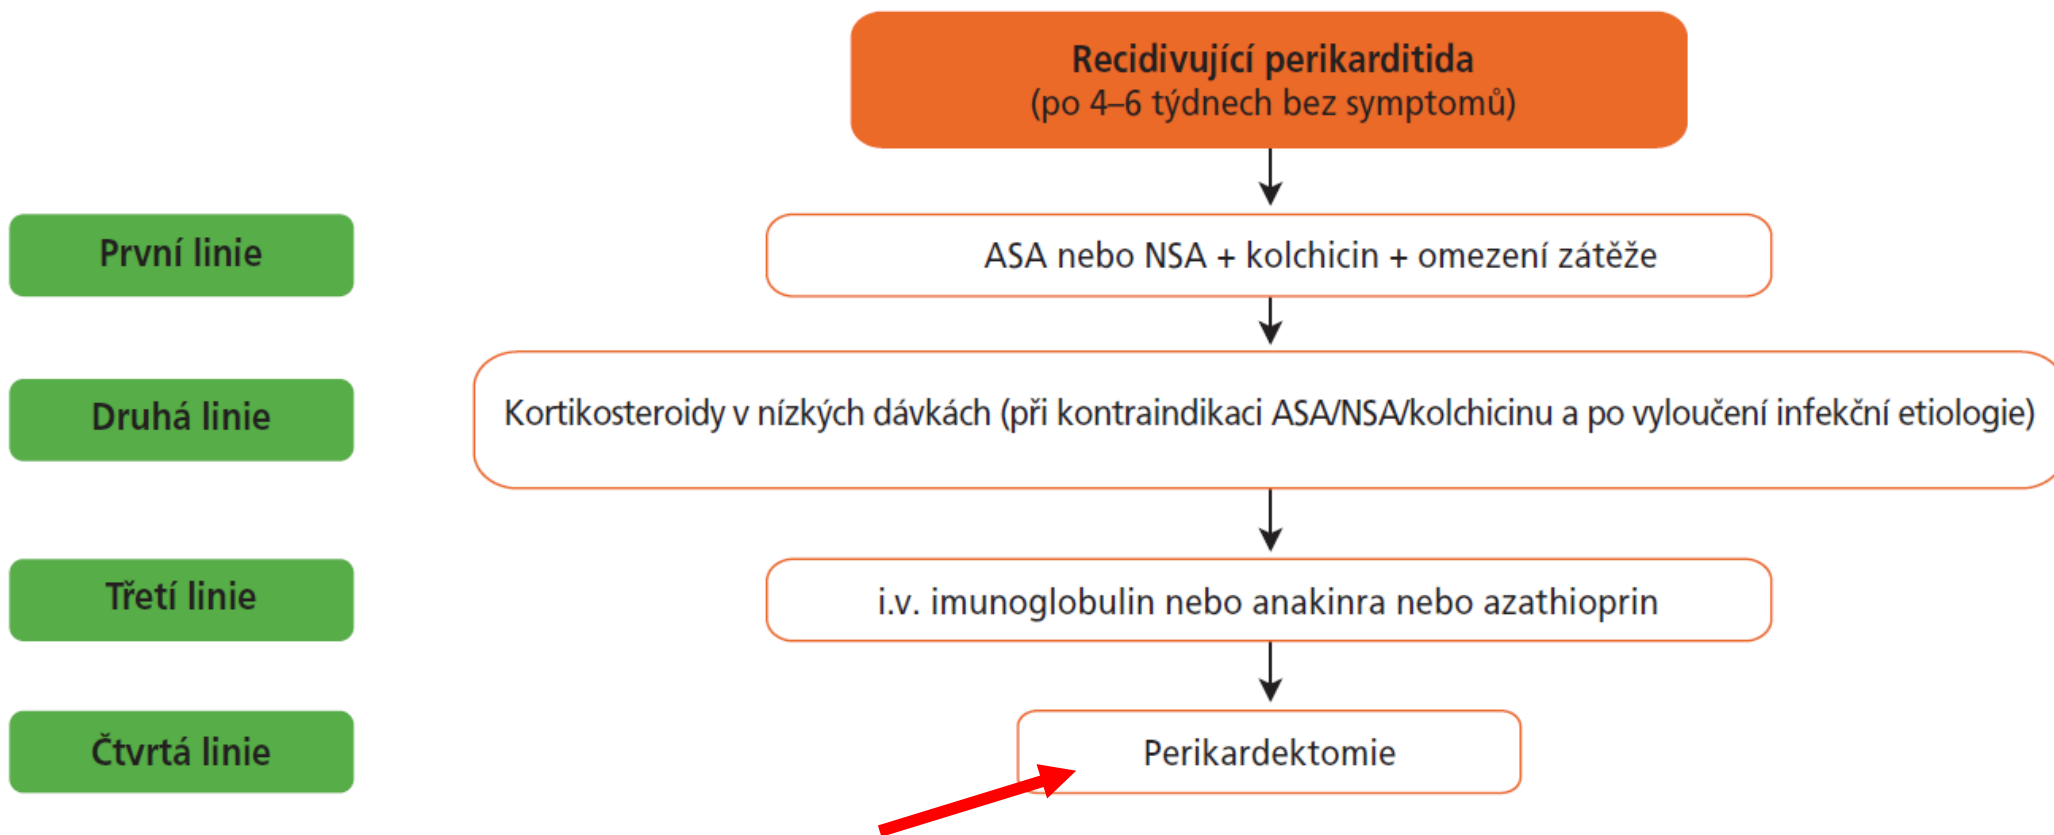 Recidivující perikarditida
(po 4–6 týdnech bez symptomů)
První linie
ASA nebo NSA + kolchicin + omezení zátěže
Druhá linie
Kortikosteroidy v nízkých dávkách (při kontraindikaci ASA/NSA/kolchicinu a po vyloučení infekční etiologie)
Třetí linie
i.v. imunoglobulin nebo anakinra nebo azathioprin
Čtvrtá linie
Perikardektomie